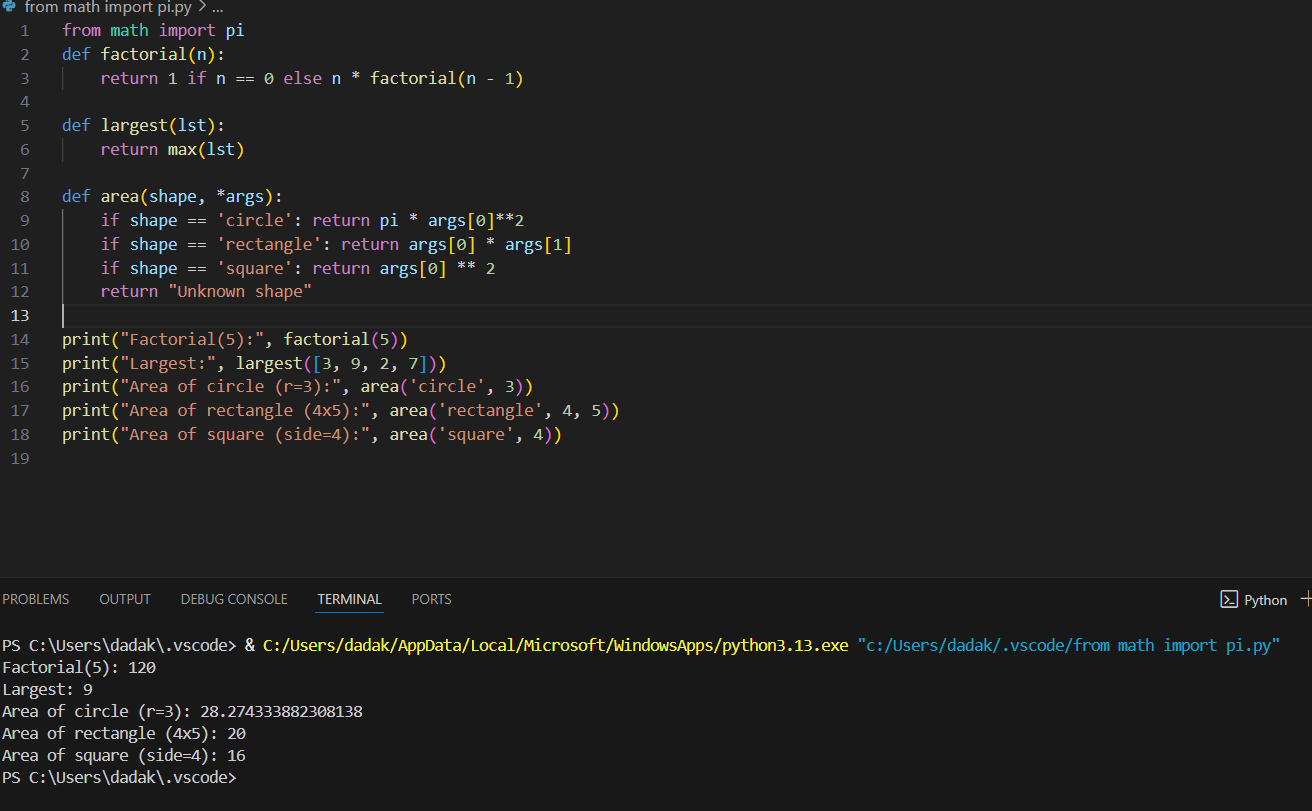 from math import pi.py > ...
1 from math import pi
2 def factorial(n):
3     return 1 if n == 0 else n * factorial(n - 1)
4
5 def largest(lst):
6     return max(lst)
7
8 def area(shape, *args):
9     if shape == 'circle': return pi * args[0]**2
10     if shape == 'rectangle': return args[0] * args[1]
11     if shape == 'square': return args[0] ** 2
12     return "Unknown shape"
13
14 print("Factorial(5):", factorial(5))
15 print("Largest:", largest([3, 9, 2, 7]))
16 print("Area of circle (r=3):", area('circle', 3))
17 print("Area of rectangle (4x5):", area('rectangle', 4, 5))
18 print("Area of square (side=4):", area('square', 4))
19
PROBLEMS OUTPUT DEBUG CONSOLE TERMINAL PORTS Python
PS C:\Users\dadak\.vscode> & C:/Users/dadak/AppData/Local/Microsoft/WindowsApps/python3.13.exe "c:/Users/dadak/.vscode/from math import pi.py"
Factorial(5): 120
Largest: 9
Area of circle (r=3): 28.274333882308138
Area of rectangle (4x5): 20
Area of square (side=4): 16
PS C:\Users\dadak\.vscode>